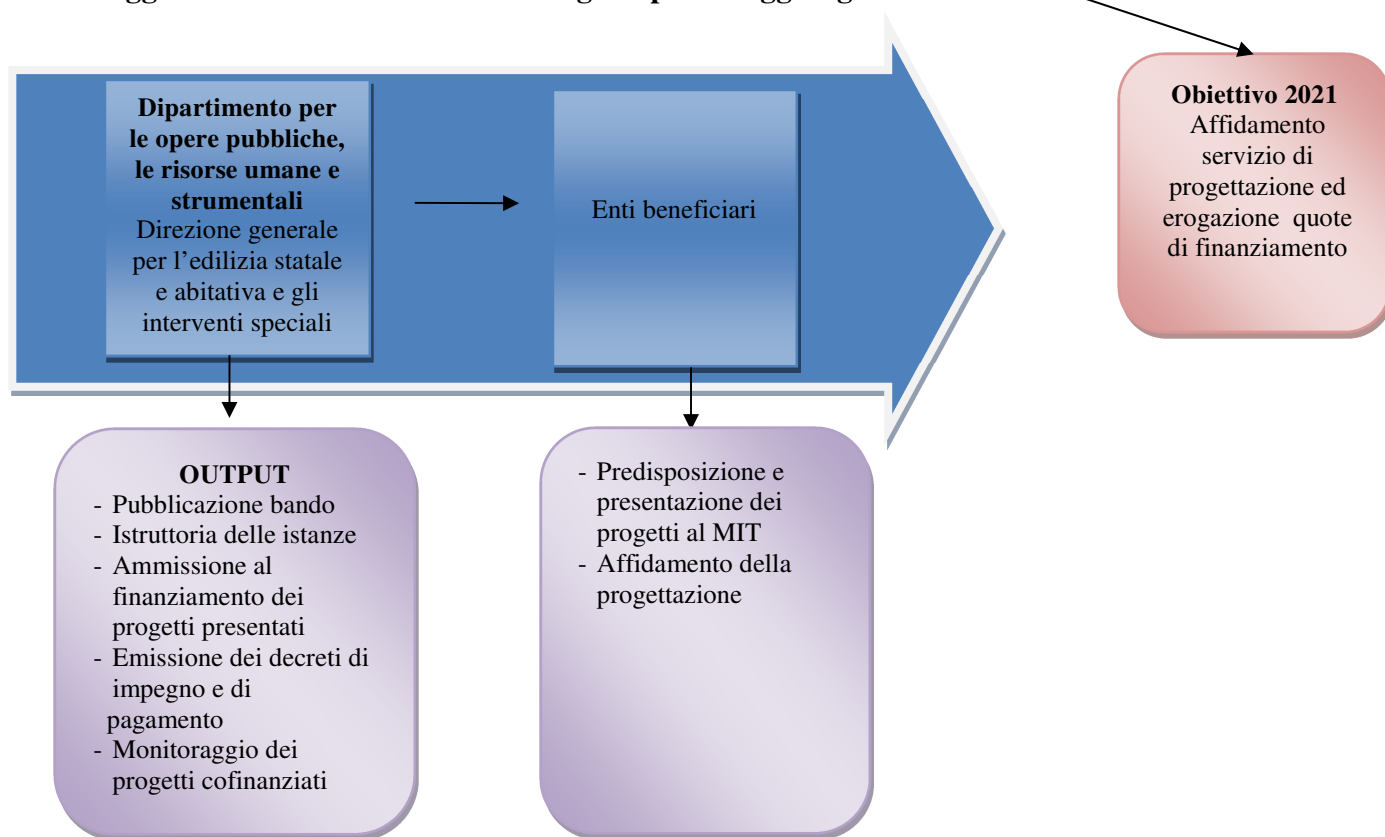 Dipartimento per
le opere pubbliche,
le risorse umane e
strumentali
Direzione generale
per l'edilizia statale
e abitativa e gli
interventi speciali
Enti beneficiari
Obiettivo 2021
Affidamento
servizio di
progettazione ed
erogazione quote
di finanziamento
OUTPUT
- Pubblicazione bando
- Istruttoria delle istanze
- Ammissione al
finanziamento dei
progetti presentati
- Emissione dei decreti di
impegno e di
pagamento
- Monitoraggio dei
progetti cofinanziati
- Predisposizione e
presentazione dei
progetti al MIT
- Affidamento della
progettazione